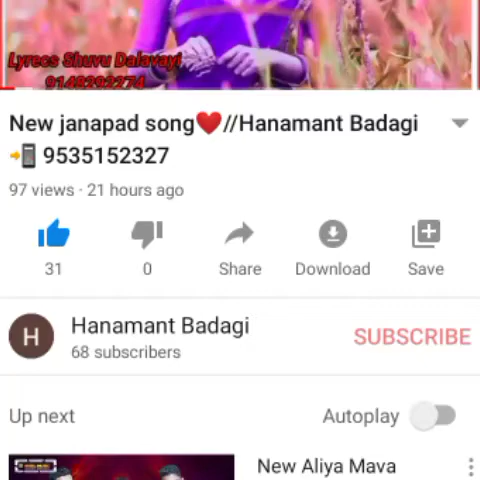 Lyrecs Shuvu Dalavayi
9148292274
New janapad song❤️//Hanamant Badagi
📲 9535152327
97 views · 21 hours ago
31
0
Share
Download
Save
H
Hanamant Badagi
68 subscribers
SUBSCRIBE
Up next
Autoplay
New Aliya Mava